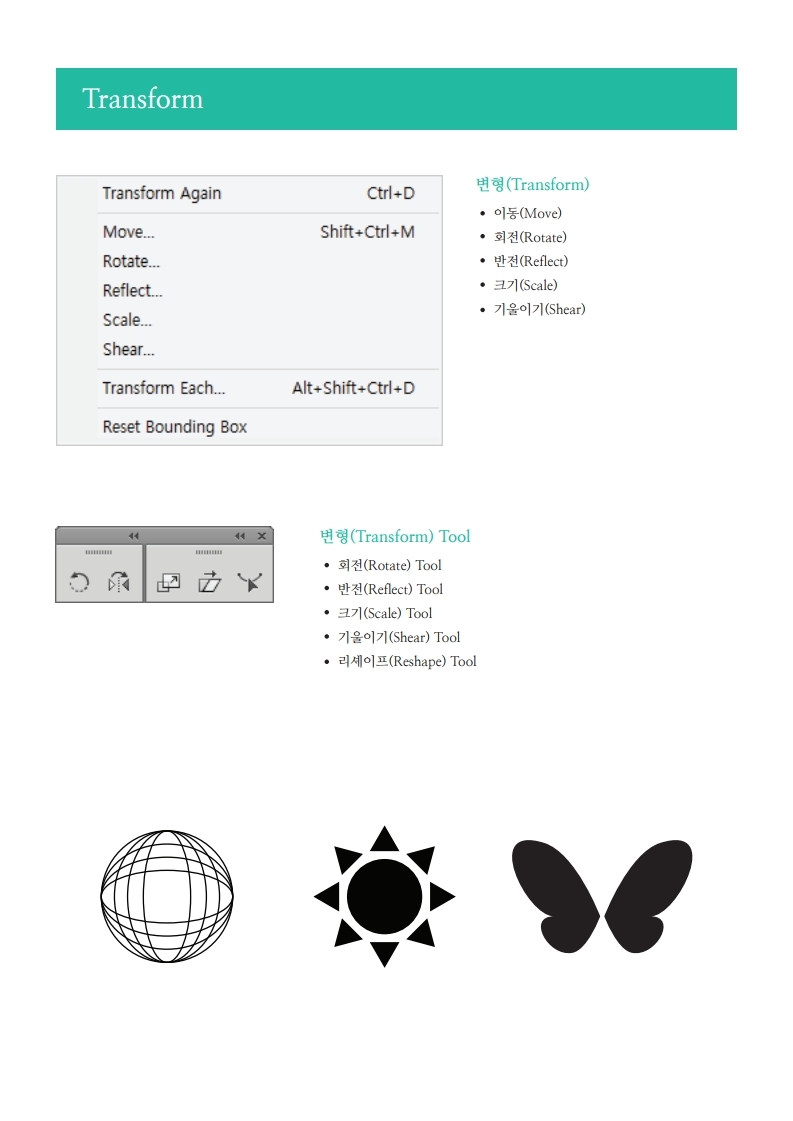 Transform
Transform Again Ctrl+D
Move... Shift+Ctrl+M
Rotate...
Reflect...
Scale...
Shear...
Transform Each... Alt+Shift+Ctrl+D
Reset Bounding Box
변형(Transform)
• 이동(Move)
• 회전(Rotate)
• 반전(Reflect)
• 크기(Scale)
• 기울이기(Shear)
변형(Transform) Tool
• 회전(Rotate) Tool
• 반전(Reflect) Tool
• 크기(Scale) Tool
• 기울이기(Shear) Tool
• 리셰이프(Reshape) Tool